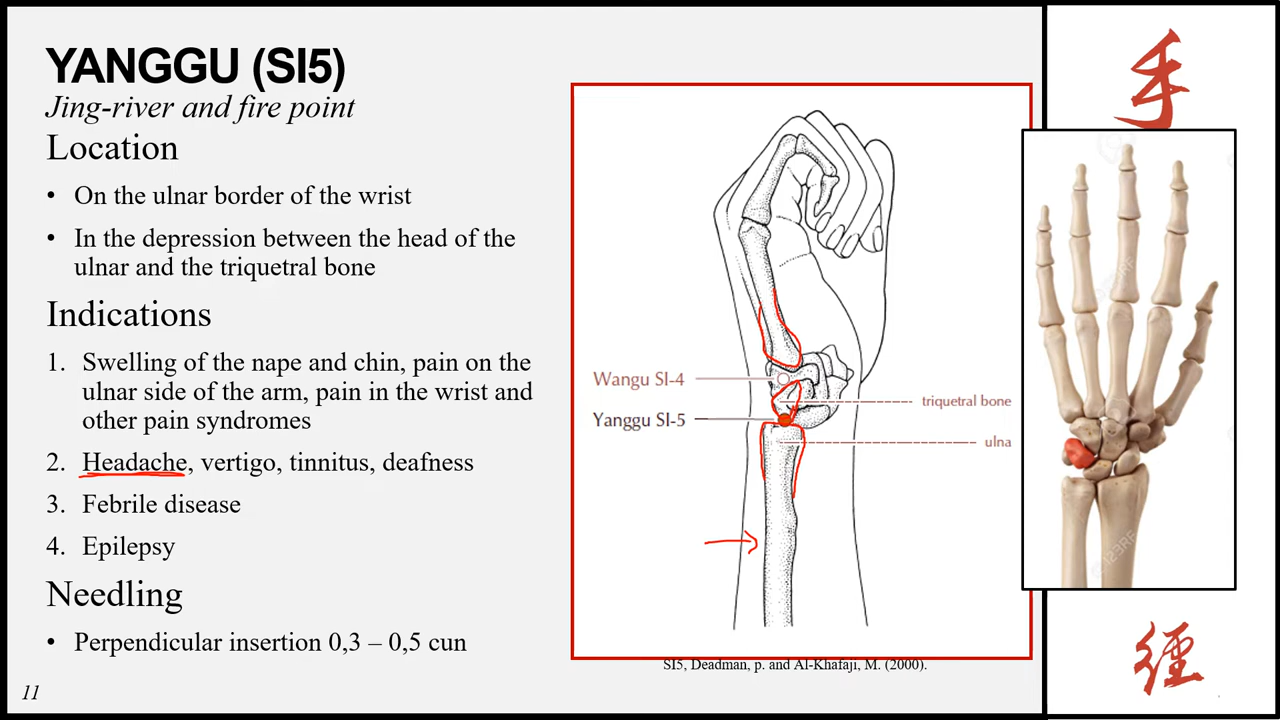 YANGGU (SI5)
Jing-river and fire point
Location
• On the ulnar border of the wrist
• In the depression between the head of the
ulnar and the triquetral bone
Indications
1. Swelling of the nape and chin, pain on the
ulnar side of the arm, pain in the wrist and
other pain syndromes
2. Headache, vertigo, tinnitus, deafness
3. Febrile disease
4. Epilepsy
Needling
• Perpendicular insertion 0,3 – 0,5 cun
11
Wangu SI-4
Yanggu SI-5
triquetral bone
ulna
SI5, Deadman, p. and Al-Khafaji, M. (2000).
手
經
123RF
©123RF